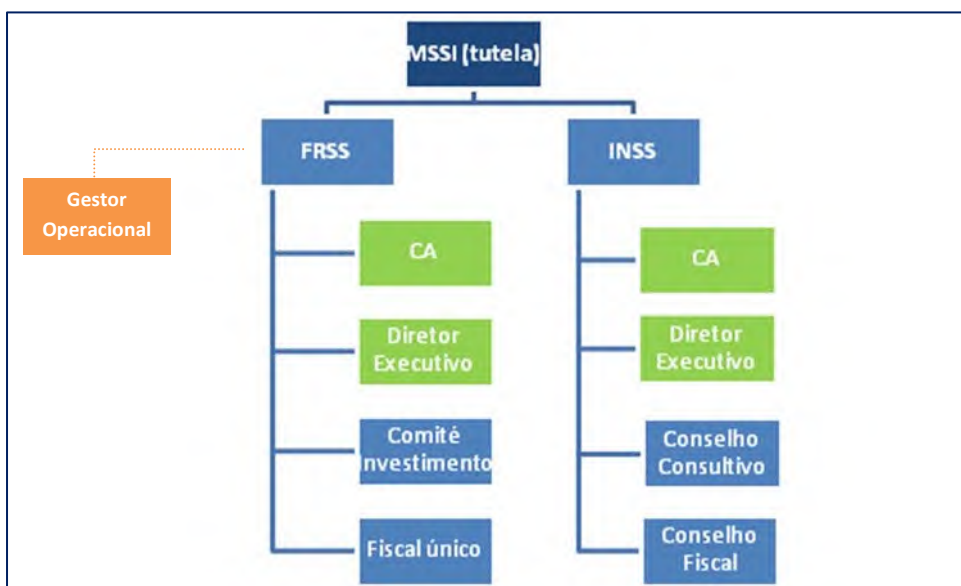 MSSI (tutela)
FRSS
INSS
Gestor
Operacional
CA
CA
Diretor
Executivo
Diretor
Executivo
Comité
Investimento
Conselho
Consultivo
Fiscal único
Conselho
Fiscal